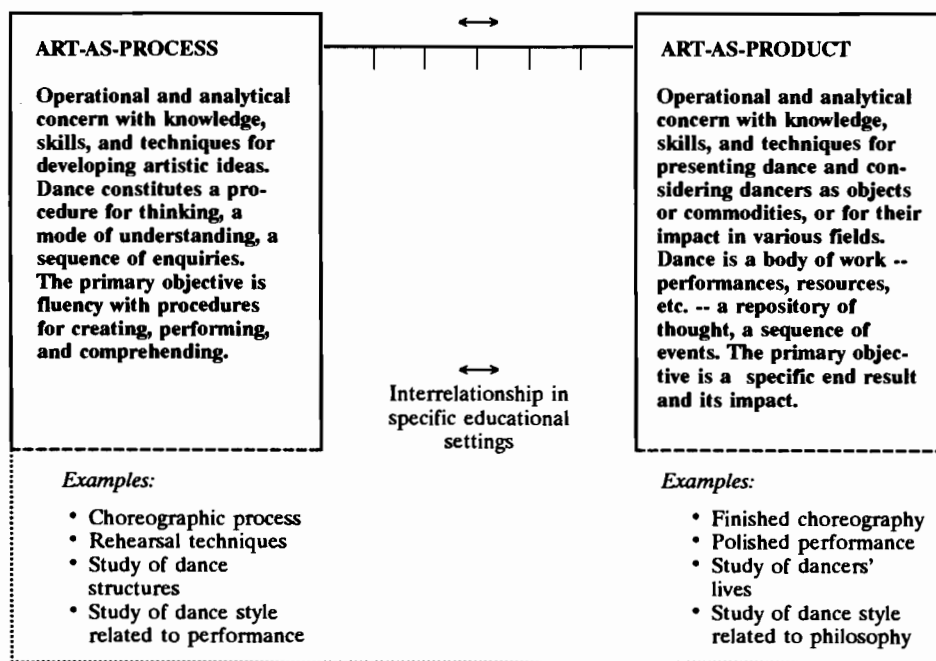 ART-AS-PROCESS
Operational and analytical
concern with knowledge,
skills, and techniques for
developing artistic ideas.
Dance constitutes a pro-
cedure for thinking, a
mode of understanding, a
sequence of enquiries.
The primary objective is
fluency with procedures
for creating, performing,
and comprehending.
Interrelationship in
specific educational
settings
ART-AS-PRODUCT
Operational and analytical
concern with knowledge,
skills, and techniques for
presenting dance and con-
sidering dancers as objects
or commodities, or for their
impact in various fields.
Dance is a body of work --
performances, resources,
etc. -- a repository of
thought, a sequence of
events. The primary objec-
tive is a specific end result
and its impact.
Examples:
• Choreographic process
• Rehearsal techniques
• Study of dance
structures
• Study of dance style
related to performance
Examples:
• Finished choreography
• Polished performance
• Study of dancers'
lives
• Study of dance style
related to philosophy